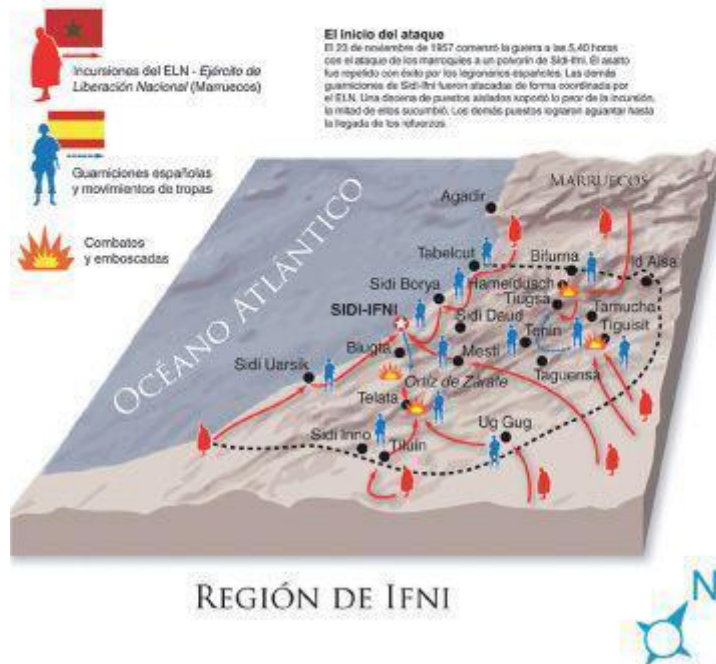 El inicio del ataque
El 23 de noviembre de 1957 comenzó la guerra a las 5,40 horas
con el ataque de los marroquíes a un polvorín de Sidi-Ifni. El asalto
fue repelido con éxito por los legionarios españoles. Las demás
guarniciones de Sidi-Ifni fueron atacadas de forma coordinada por
el ELN. Una decena de puestos aislados soportó lo peor de la incursión,
la mitad de ellos sucumbió. Los demás puestos lograron aguantar hasta
la llegada de los refuerzos.
Incursiones del ELN - Ejército de
Liberación Nacional (Marruecos)
Guarniciones españolas
y movimientos de tropas
Combates
y emboscadas
OCÉANO ATLÁNTICO
MARRUECOS
Agadir
Tabelcut
Bifurna
Id Aisa
Hameidusch
Sidi Borya
Tiugsa
Tamucha
SIDI-IFNI
Sidi Daud
Tenin
Tiguisit
Biugta
Mesti
Sidi Uarsik
Taguensa
Ortiz de Zárate
Telata
Ug Gug
Sidi Inno
Tiluin
REGIÓN DE IFNI
N